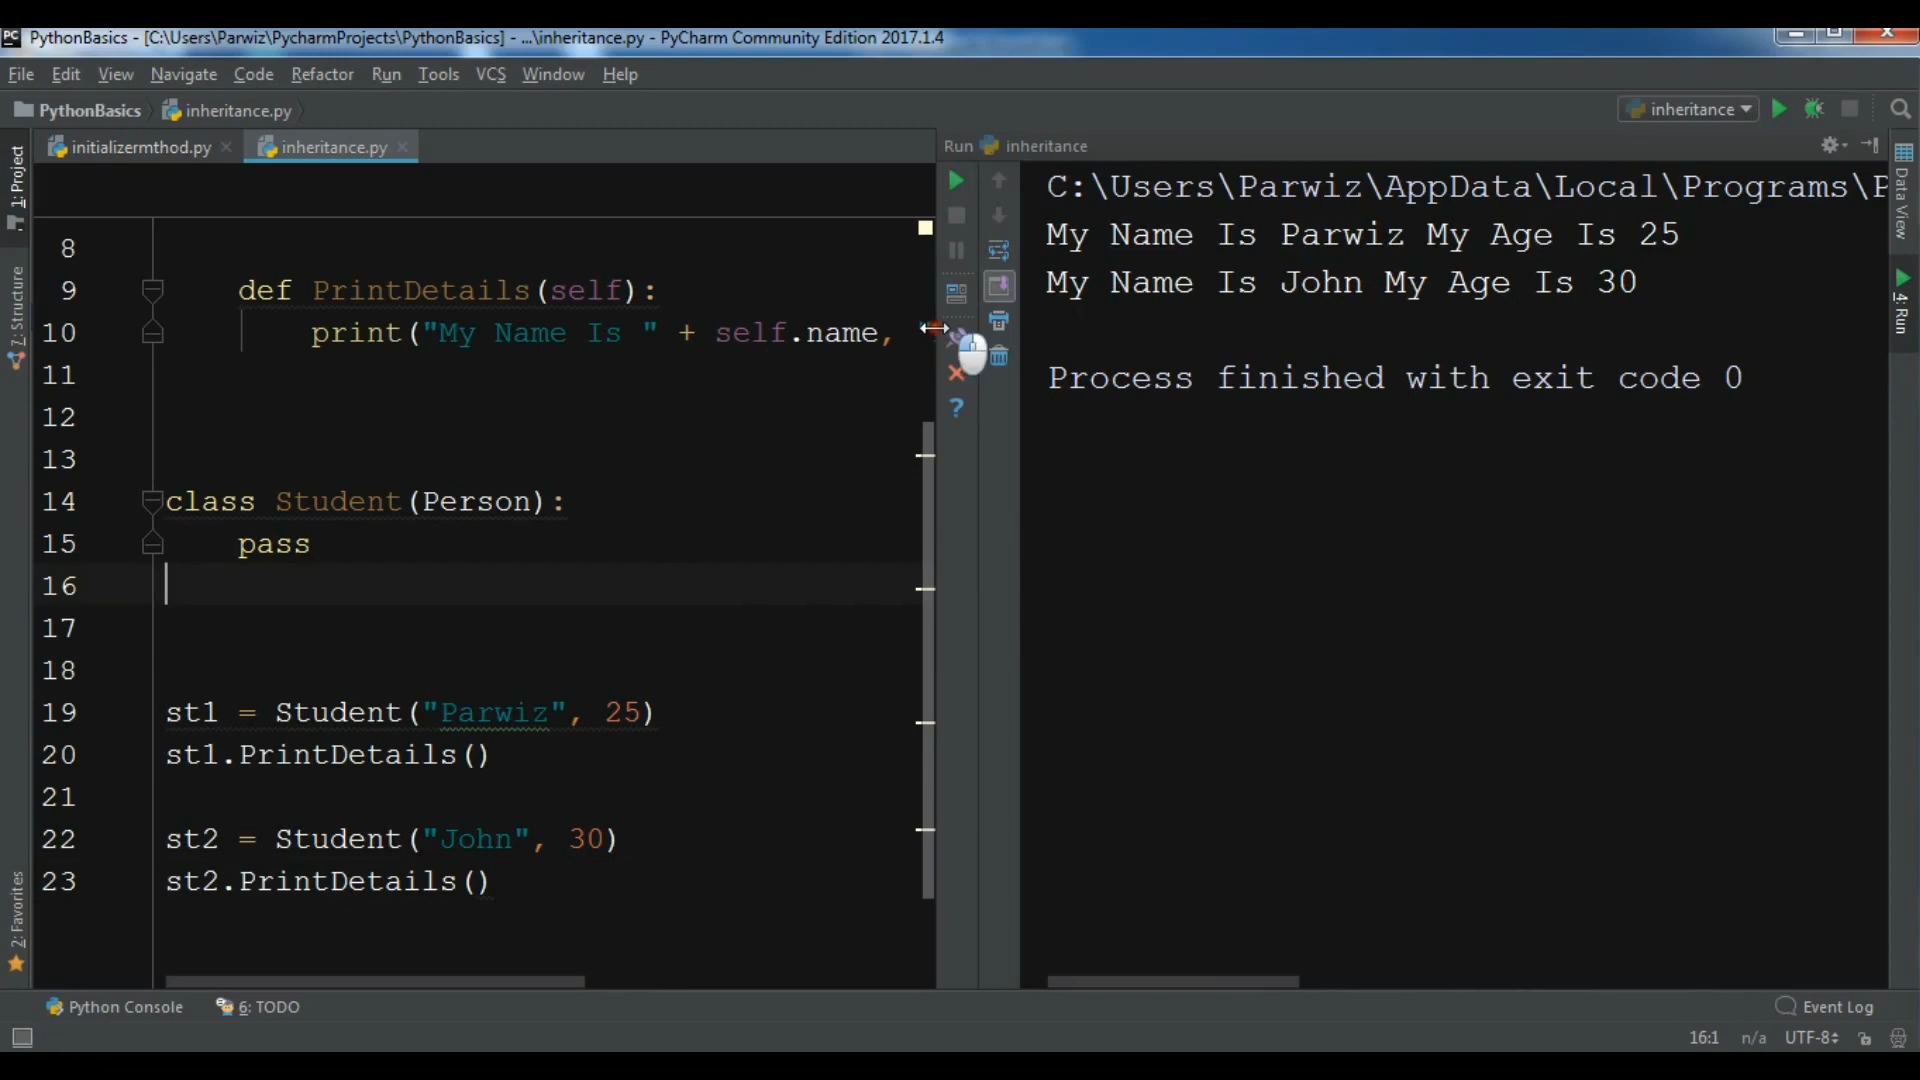 PC PythonBasics - [C:\Users\Parwiz\PycharmProjects\PythonBasics] - ...\inheritance.py - PyCharm Community Edition 2017.1.4
File Edit View Navigate Code Refactor Run Tools VCS Window Help
PythonBasics inheritance.py inheritance
initializermthod.py inheritance.py
Run inheritance
1: Project
7: Structure
2: Favorites
8
9 def PrintDetails(self):
10 print("My Name Is " + self.name,
11
12
13
14 class Student(Person):
15 pass
16
17
18
19 st1 = Student("Parwiz", 25)
20 st1.PrintDetails()
21
22 st2 = Student("John", 30)
23 st2.PrintDetails()
C:\Users\Parwiz\AppData\Local\Programs\P
My Name Is Parwiz My Age Is 25
My Name Is John My Age Is 30
Process finished with exit code 0
?
Data View
4: Run
Python Console 6: TODO Event Log
16:1 n/a UTF-8